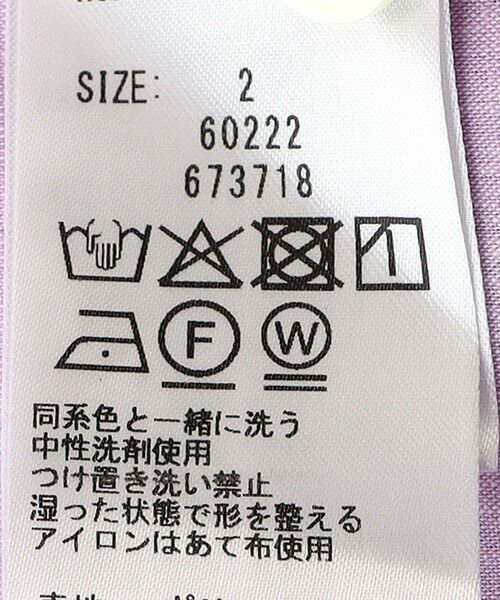 SIZE: 2
60222
673718
F W
同系色と一緒に洗う
中性洗剤使用
つけ置き洗い禁止
湿った状態で形を整える
アイロンはあて布使用